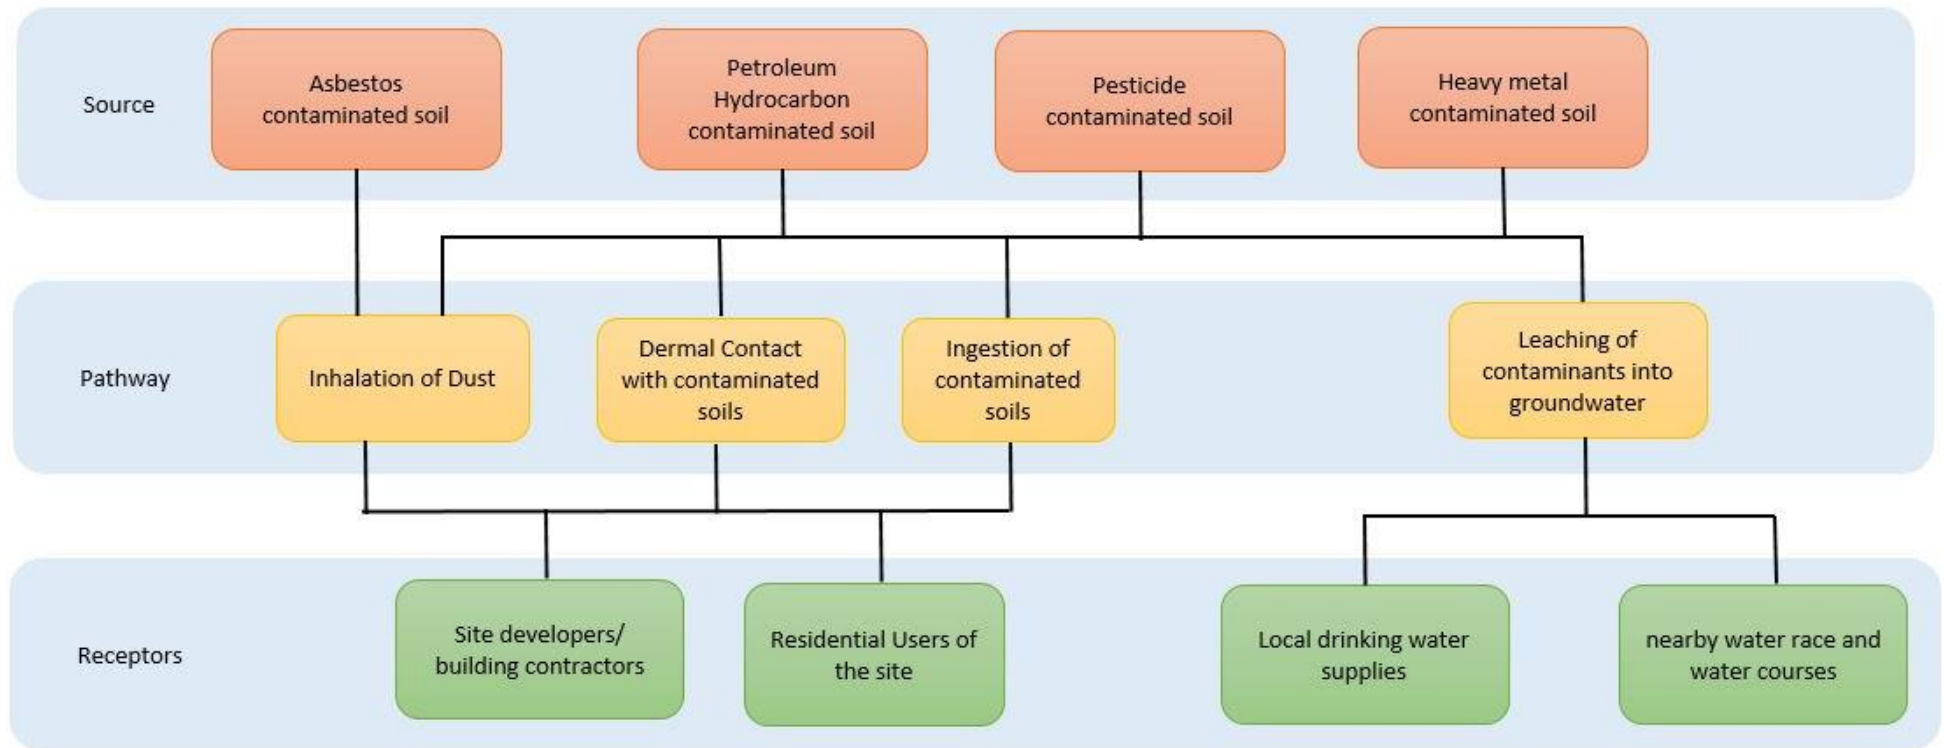 Source
Asbestos
contaminated soil
Petroleum
Hydrocarbon
contaminated soil
Pesticide
contaminated soil
Heavy metal
contaminated soil
Pathway
Inhalation of Dust
Dermal Contact
with contaminated
soils
Ingestion of
contaminated
soils
Leaching of
contaminants into
groundwater
Receptors
Site developers/
building contractors
Residential Users of
the site
Local drinking water
supplies
nearby water race and
water courses